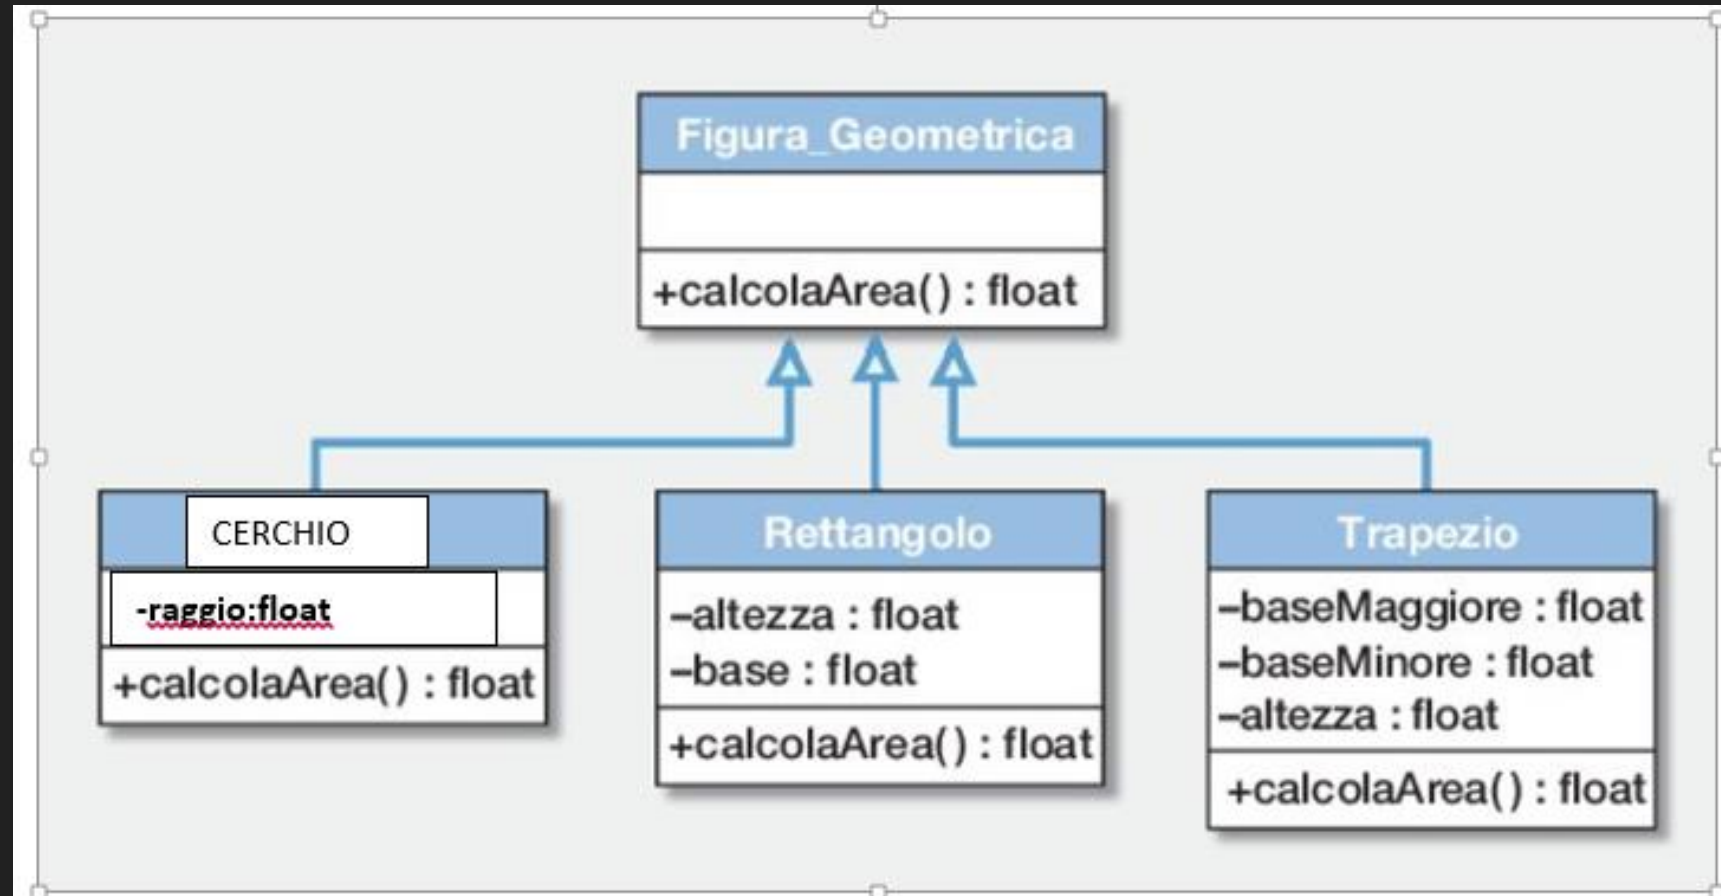 Figura_Geometrica
+calcolaArea() : float
CERCHIO
-raggio:float
+calcolaArea() : float
Rettangolo
–altezza : float
–base : float
+calcolaArea() : float
Trapezio
–baseMaggiore : float
–baseMinore : float
–altezza : float
+calcolaArea() : float